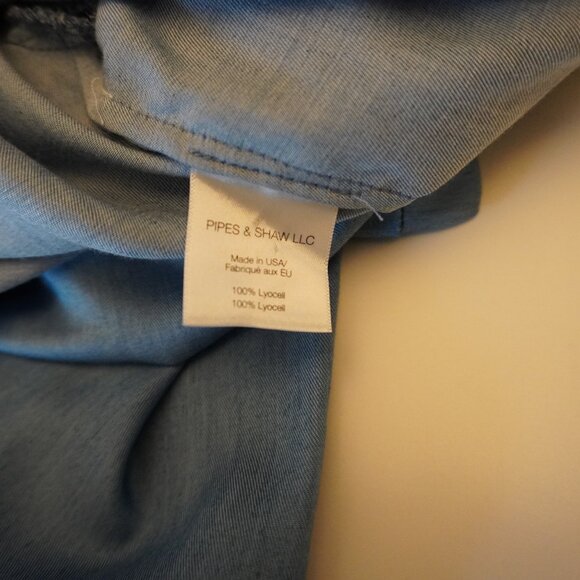 PIPES & SHAW LLC
Made in USA/
Fabriqué aux EU
100% Lyocell
100% Lyocell